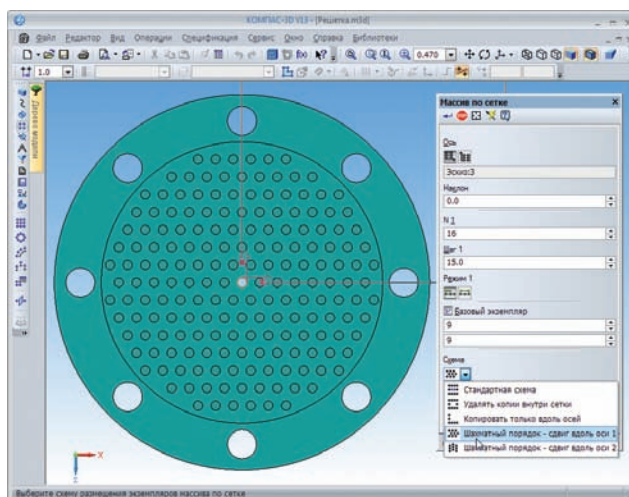 КОМПАС-3D V13 - [Решетка.m3d]
Файл Редактор Вид Операции Спецификация Сервис Окно Справка Библиотеки
0.470
1.0
Дерево модели
Массив по сетке
Ось
Эскиз:3
Наклон
0.0
N 1
16
Шаг 1
15.0
Режим 1
Базовый экземпляр
9
9
Схема
Стандартная схема
Удалять копии внутри сетки
Копировать только вдоль осей
Шахматный порядок - сдвиг вдоль оси 1
Шахматный порядок - сдвиг вдоль оси 2
X
Выберите схему размещения экземпляров массива по сетке